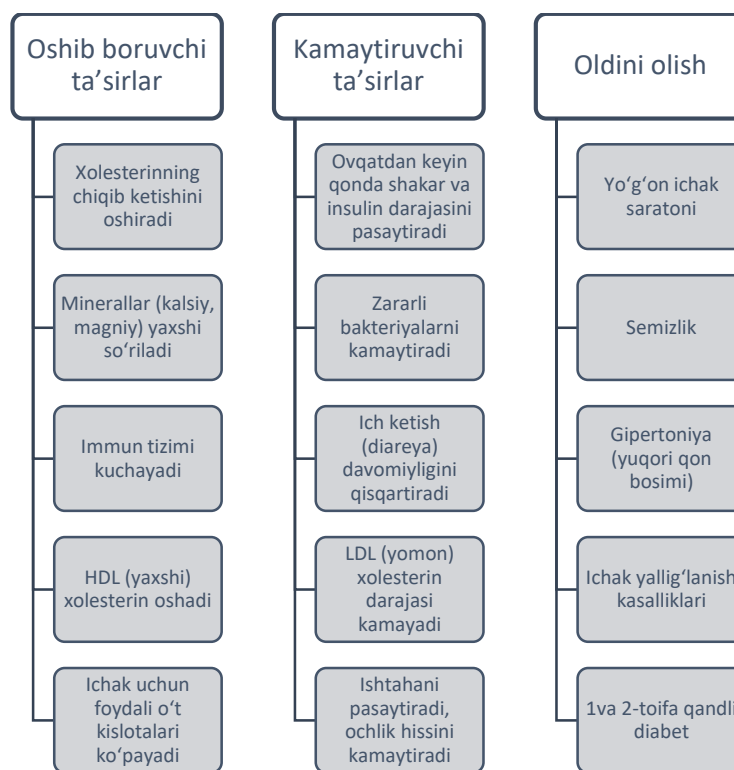 Oshib boruvchi
ta’sirlar
Xolesterinning
chiqib ketishini
oshiradi
Minerallar (kalsiy,
magniy) yaxshi
so‘riladi
Immun tizimi
kuchayadi
HDL (yaxshi)
xolesterin oshadi
Ichak uchun
foydali o‘t
kislotalari
ko‘payadi
Kamaytiruvchi
ta’sirlar
Ovqatdan keyin
qonda shakar va
insulin darajasini
pasaytiradi
Zararli
bakteriyalarni
kamaytiradi
Ich ketish
(diareya)
davomiyligini
qisqartiradi
LDL (yomon)
xolesterin
darajasi
kamayadi
Ishtahani
pasaytiradi,
ochlik hissini
kamaytiradi
Oldini olish
Yo‘g‘on ichak
saratoni
Semizlik
Gipertoniya
(yuqori qon
bosimi)
Ichak yallig‘lanish
kasalliklari
1va 2-toifa qandli
diabet